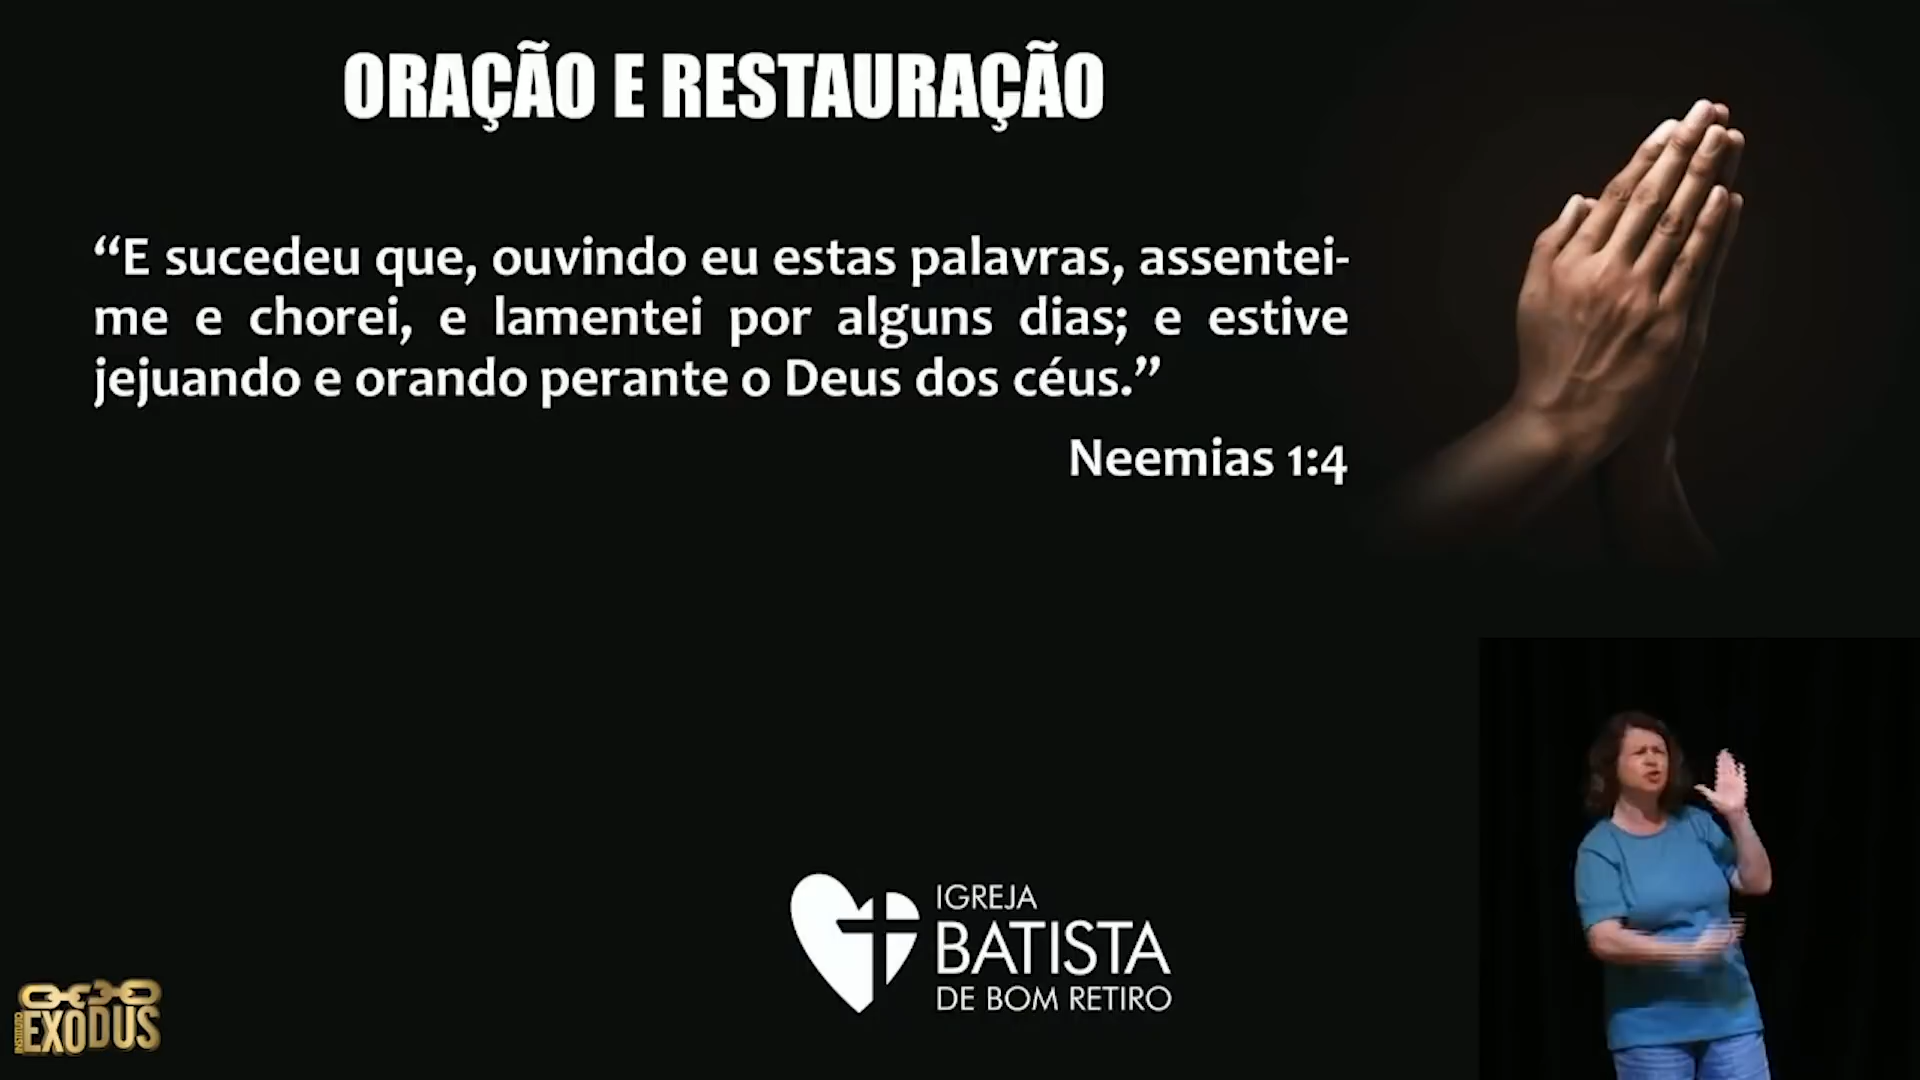 ORAÇÃO E RESTAURAÇÃO
“E sucedeu que, ouvindo eu estas palavras, assentei-
me e chorei, e lamentei por alguns dias; e estive
jejuando e orando perante o Deus dos céus.”
Neemias 1:4
IGREJA
BATISTA
DE BOM RETIRO
INSTITUTO
EXODUS